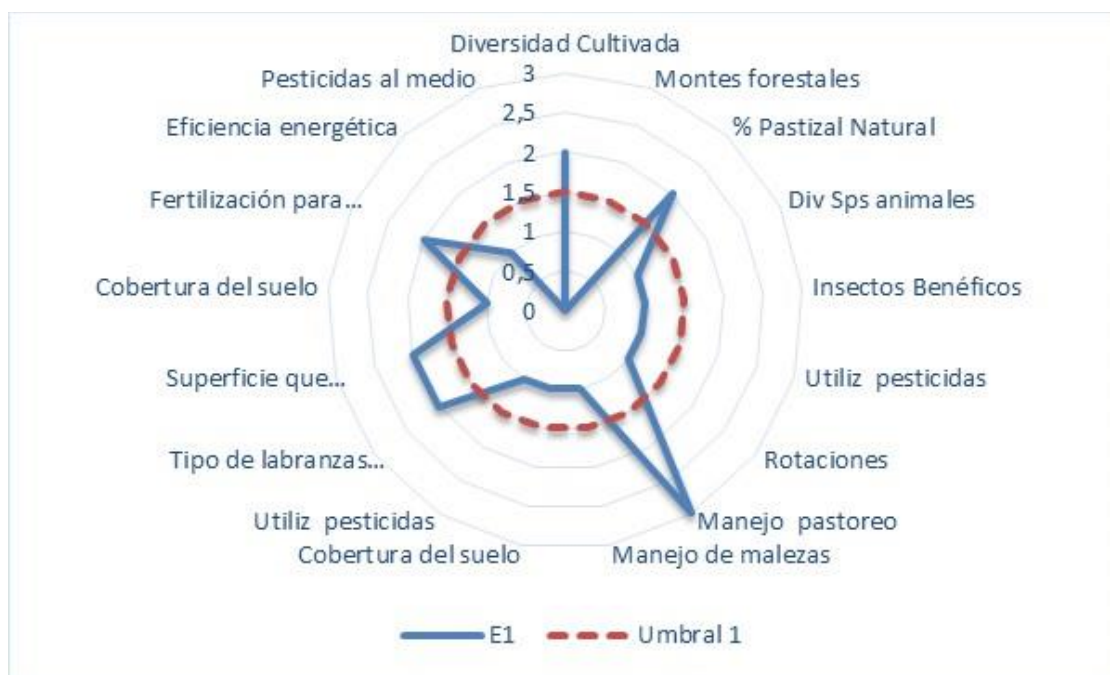 Diversidad Cultivada
Pesticidas al medio
Montes forestales
Eficiencia energética
% Pastizal Natural
Fertilización para...
Div Sps animales
Cobertura del suelo
Insectos Benéficos
Superficie que...
Utiliz pesticidas
Tipo de labranzas...
Rotaciones
Utiliz pesticidas
Manejo pastoreo
Cobertura del suelo
Manejo de malezas
3
2,5
2
1,5
1
0,5
0
E1
Umbral 1